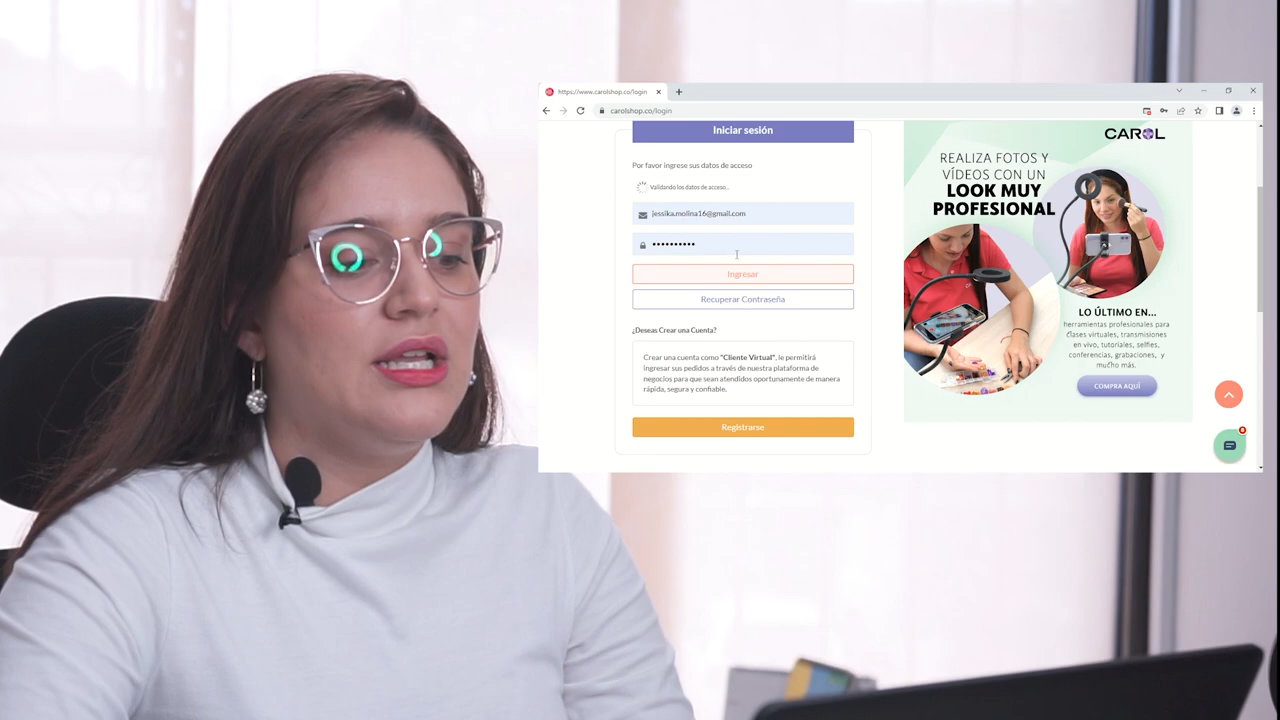 https://www.carolshop.co/login
carolshop.co/login
Iniciar sesión
Por favor ingrese sus datos de acceso
Validando los datos de acceso...
jessika.molina16@gmail.com
Ingresar
Recuperar Contraseña
¿Deseas Crear una Cuenta?
Crear una cuenta como "Cliente Virtual", le permitirá
ingresar sus pedidos a través de nuestra plataforma de
negocios para que sean atendidos oportunamente de manera
rápida, segura y confiable.
Registrarse
CAROL
REALIZA FOTOS Y
VÍDEOS CON UN
LOOK MUY
PROFESIONAL
LO ÚLTIMO EN...
herramientas profesionales para
clases virtuales, transmisiones
en vivo, tutoriales, selfies,
conferencias, grabaciones, y
mucho más.
COMPRA AQUÍ